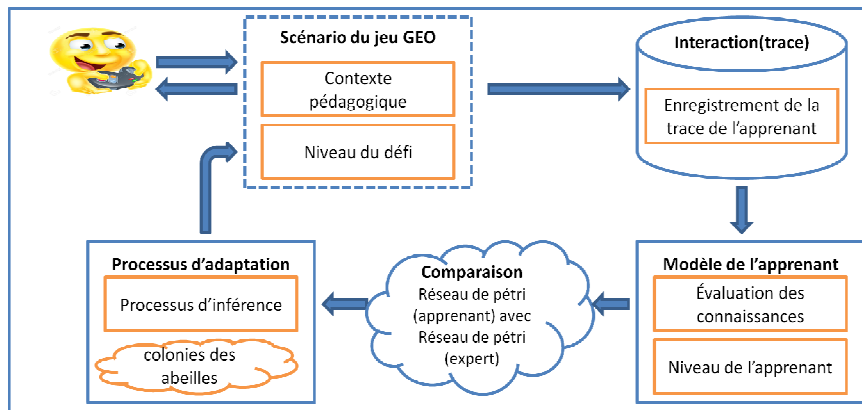 Scénario du jeu GEO
Contexte
pédagogique
Niveau du défi
Interaction(trace)
Enregistrement de la
trace de l'apprenant
Processus d'adaptation
Processus d'inférence
colonies des
abeilles
Comparaison
Réseau de pétri
(apprenant) avec
Réseau de pétri
(expert)
Modèle de l'apprenant
Évaluation des
connaissances
Niveau de l'apprenant